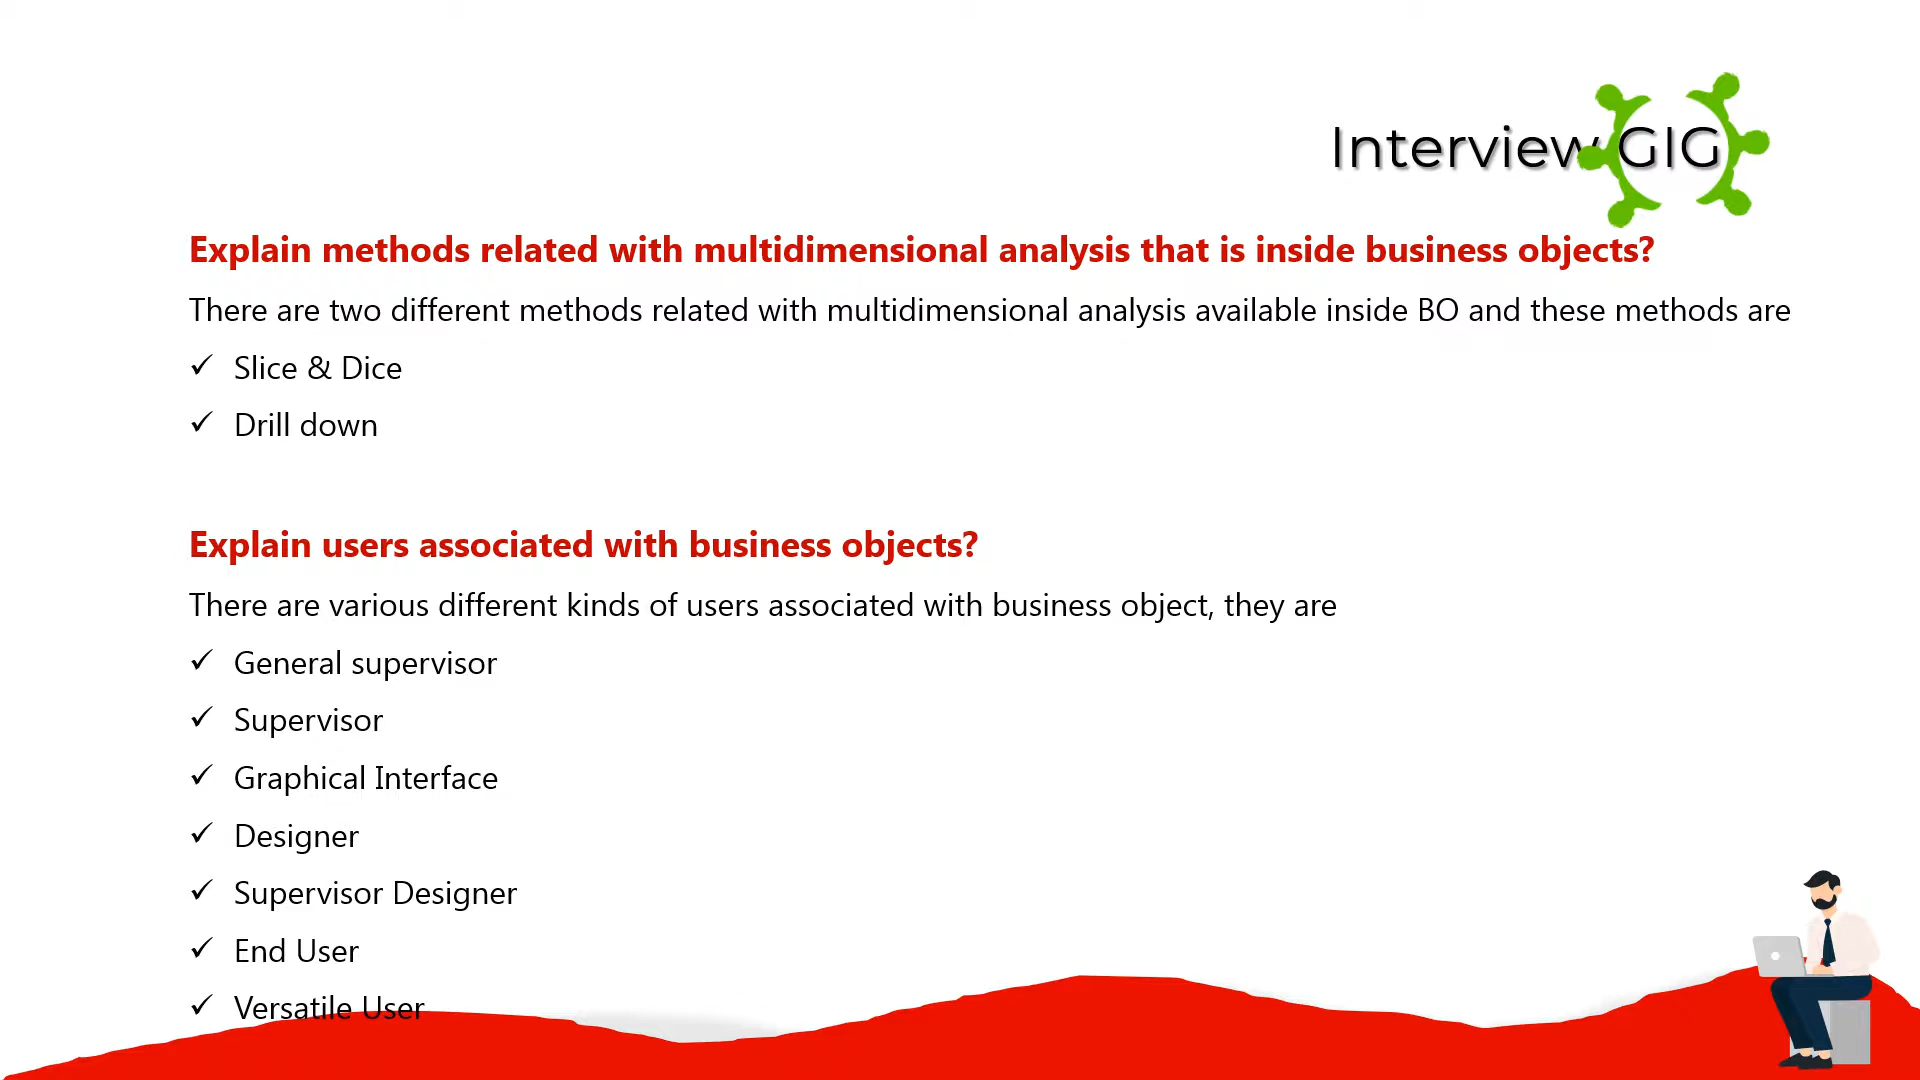 Interview GIG
Explain methods related with multidimensional analysis that is inside business objects?
There are two different methods related with multidimensional analysis available inside BO and these methods are
✓ Slice & Dice
✓ Drill down
Explain users associated with business objects?
There are various different kinds of users associated with business object, they are
✓ General supervisor
✓ Supervisor
✓ Graphical Interface
✓ Designer
✓ Supervisor Designer
✓ End User
✓ Versatile User